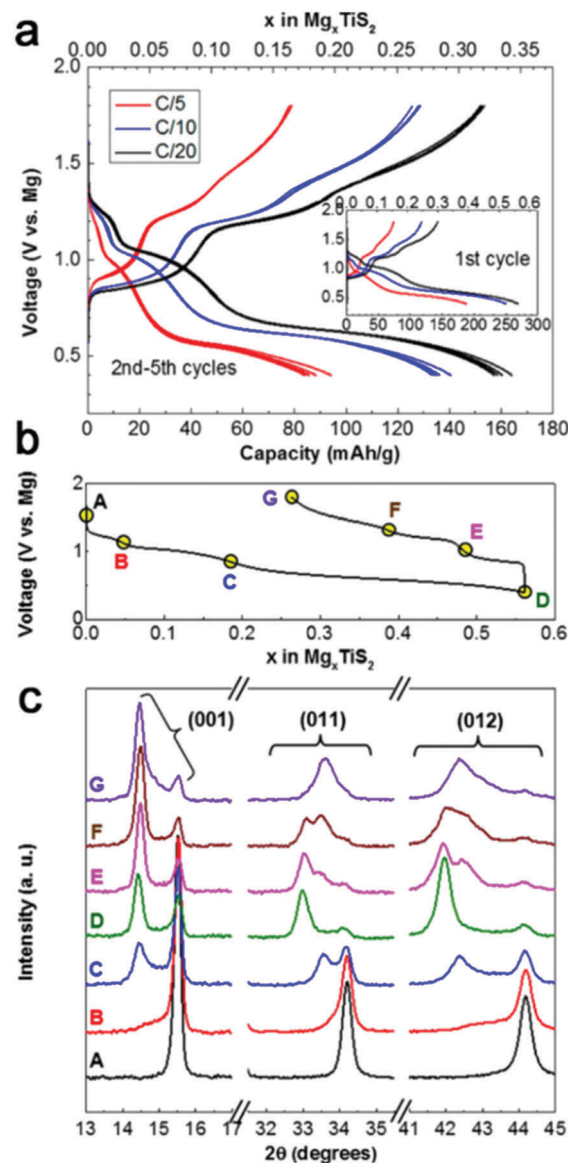 a
x in MgxTiS2
0.00 0.05 0.10 0.15 0.20 0.25 0.30 0.35
2.0
C/5
C/10
C/20
1.5
1.0
0.5
Voltage (V vs. Mg)
0.0 0.1 0.2 0.3 0.4 0.5 0.6
2.0
1.5
1.0
0.5
1st cycle
0 50 100 150 200 250 300
2nd-5th cycles
0 20 40 60 80 100 120 140 160 180
Capacity (mAh/g)
b
Voltage (V vs. Mg)
2
1
0
A
B
C
G
F
E
D
0.0 0.1 0.2 0.3 0.4 0.5 0.6
x in MgxTiS2
c
(001) (011) (012)
G
F
E
D
C
B
A
Intensity (a. u.)
13 14 15 16 17 32 33 34 35 41 42 43 44 45
2θ (degrees)